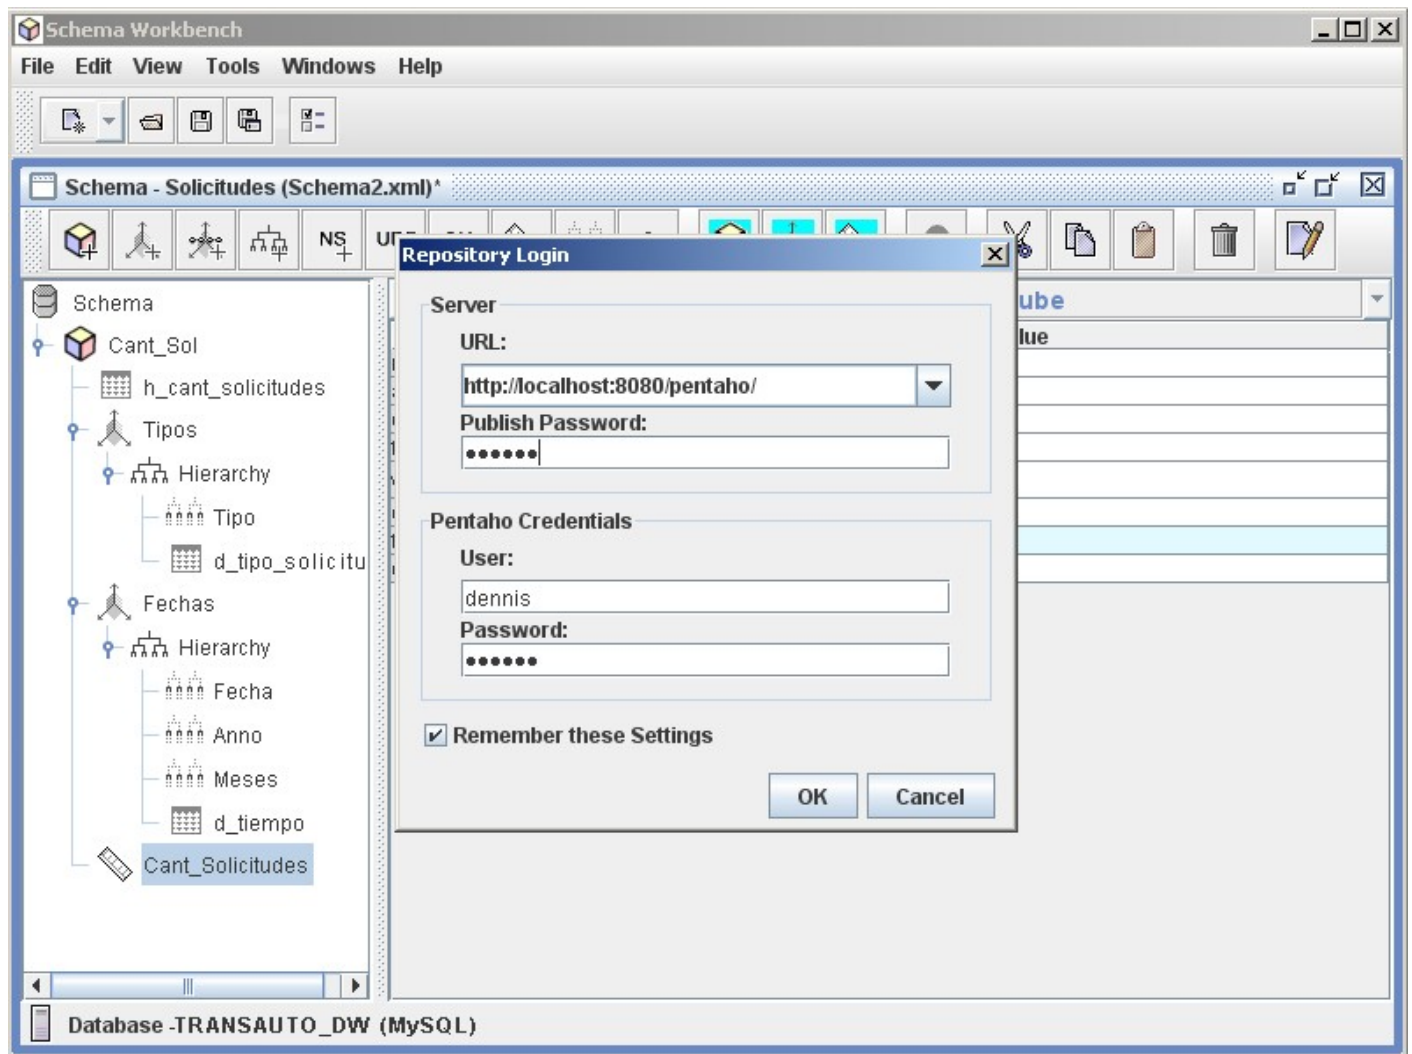 Schema Workbench
File Edit View Tools Windows Help
Schema - Solicitudes (Schema2.xml)*
NS
Repository Login
Schema
Cant_Sol
h_cant_solicitudes
Tipos
Hierarchy
Tipo
d_tipo_solicitu
Fechas
Hierarchy
Fecha
Anno
Meses
d_tiempo
Cant_Solicitudes
Server
URL:
http://localhost:8080/pentaho/
Publish Password:
••••••
Pentaho Credentials
User:
dennis
Password:
••••••
Remember these Settings
OK Cancel
ube
lue
Database -TRANSAUTO_DW (MySQL)